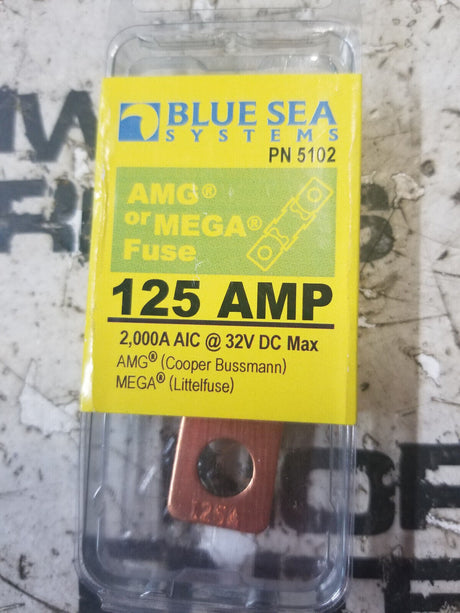 BLUE SEA
SYSTEMS
PN 5102
AMG®
or MEGA®
Fuse
125 AMP
2,000A AIC @ 32V DC Max
AMG® (Cooper Bussmann)
MEGA® (Littelfuse)
125A